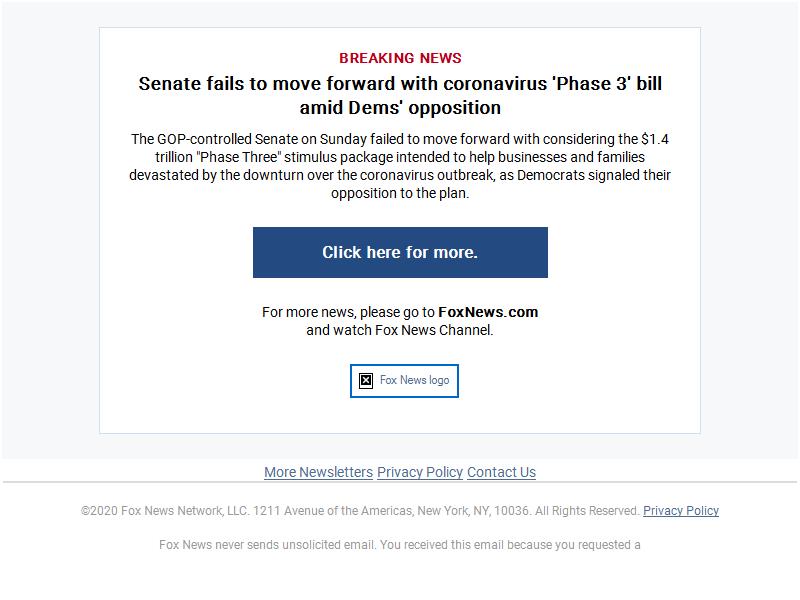 BREAKING NEWS
Senate fails to move forward with coronavirus 'Phase 3' bill
amid Dems' opposition
The GOP-controlled Senate on Sunday failed to move forward with considering the $1.4
trillion "Phase Three" stimulus package intended to help businesses and families
devastated by the downturn over the coronavirus outbreak, as Democrats signaled their
opposition to the plan.
Click here for more.
For more news, please go to FoxNews.com
and watch Fox News Channel.
Fox News logo
More Newsletters Privacy Policy Contact Us
©2020 Fox News Network, LLC. 1211 Avenue of the Americas, New York, NY, 10036. All Rights Reserved. Privacy Policy
Fox News never sends unsolicited email. You received this email because you requested a